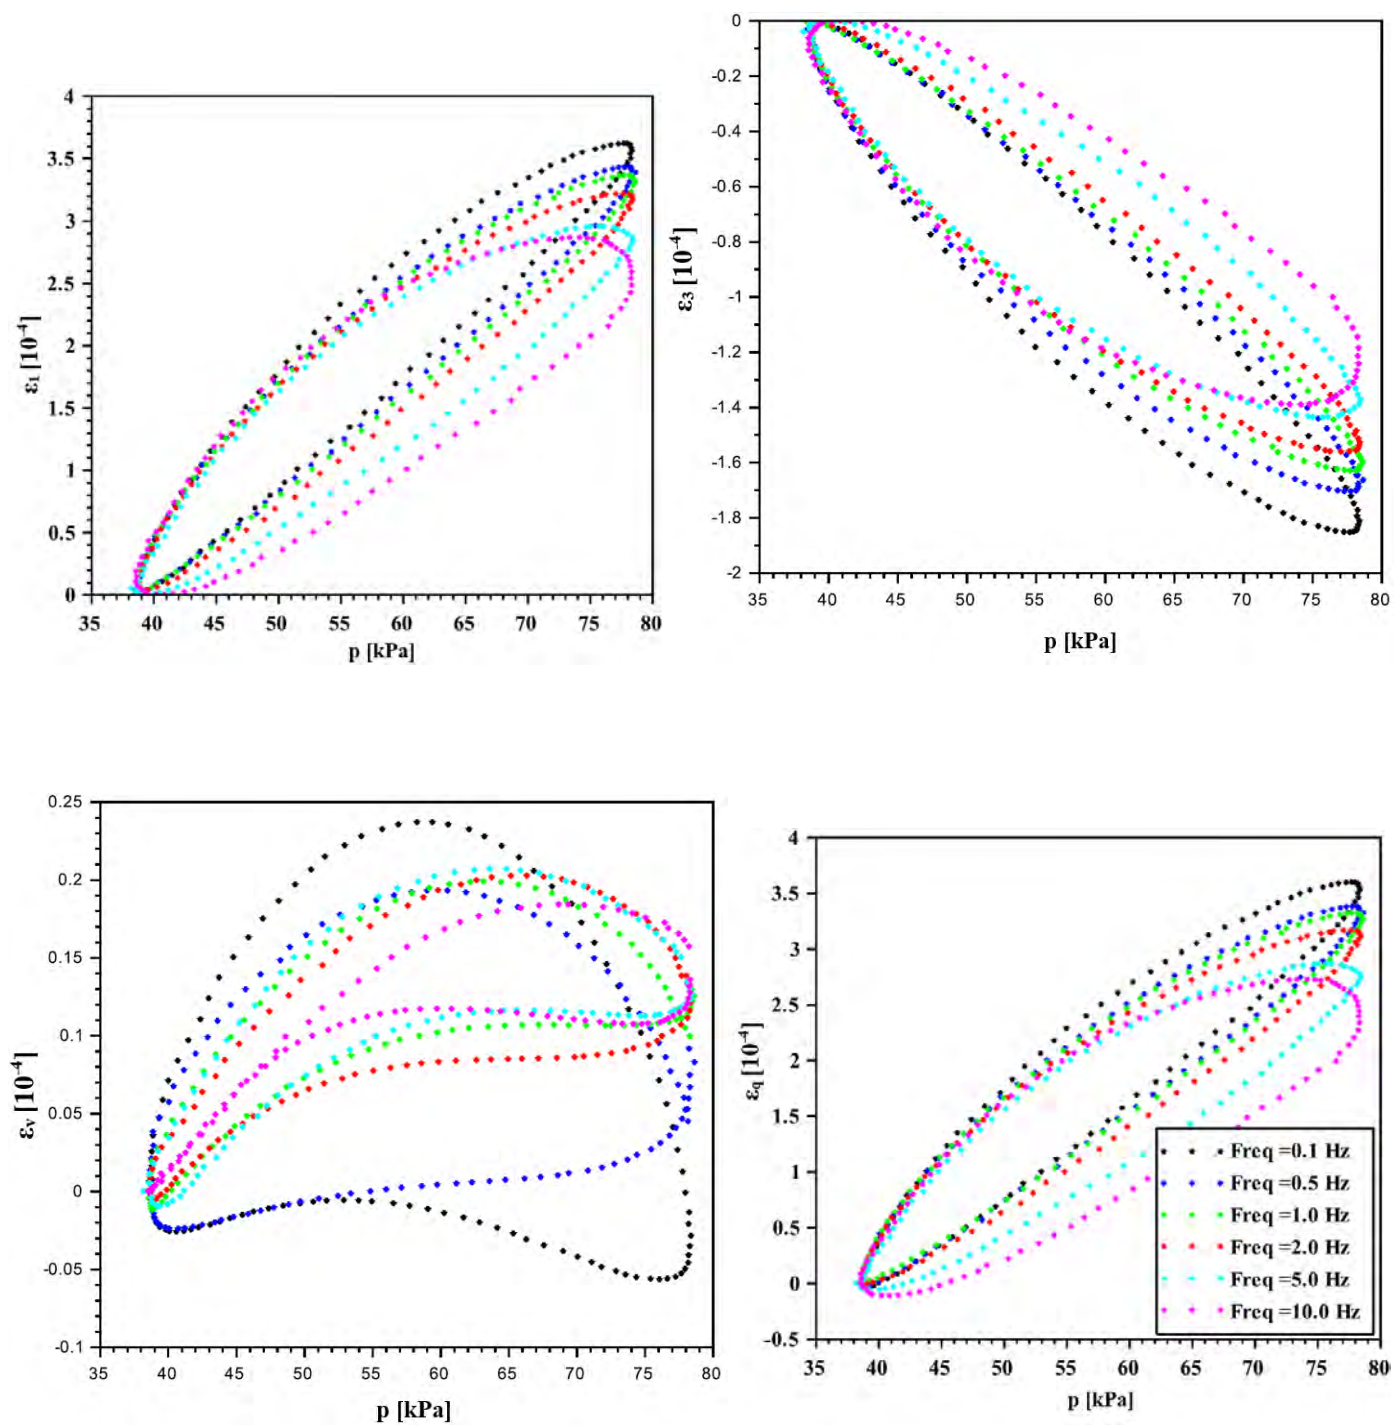 4
3.5
3
2.5
2
1.5
1
0.5
0
35 40 45 50 55 60 65 70 75 80
ε1 [10-4]
p [kPa]
0
-0.2
-0.4
-0.6
-0.8
-1
-1.2
-1.4
-1.6
-1.8
-2
35 40 45 50 55 60 65 70 75 80
ε3 [10-4]
p [kPa]
0.25
0.2
0.15
0.1
0.05
0
-0.05
-0.1
35 40 45 50 55 60 65 70 75 80
εv [10-4]
p [kPa]
4
3.5
3
2.5
2
1.5
1
0.5
0
-0.5
35 40 45 50 55 60 65 70 75 80
εq [10-4]
p [kPa]
Freq =0.1 Hz
Freq =0.5 Hz
Freq =1.0 Hz
Freq =2.0 Hz
Freq =5.0 Hz
Freq =10.0 Hz